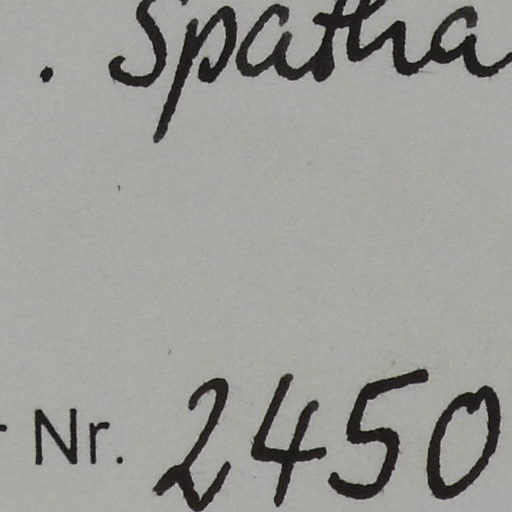 . Spatha
Nr. 2450